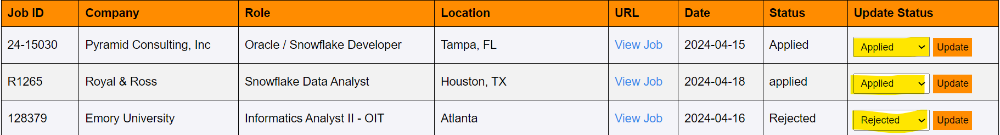 Job ID Company Role Location URL Date Status Update Status
24-15030 Pyramid Consulting, Inc Oracle / Snowflake Developer Tampa, FL View Job 2024-04-15 Applied Applied Update
R1265 Royal & Ross Snowflake Data Analyst Houston, TX View Job 2024-04-18 applied Applied Update
128379 Emory University Informatics Analyst II - OIT Atlanta View Job 2024-04-16 Rejected Rejected Update